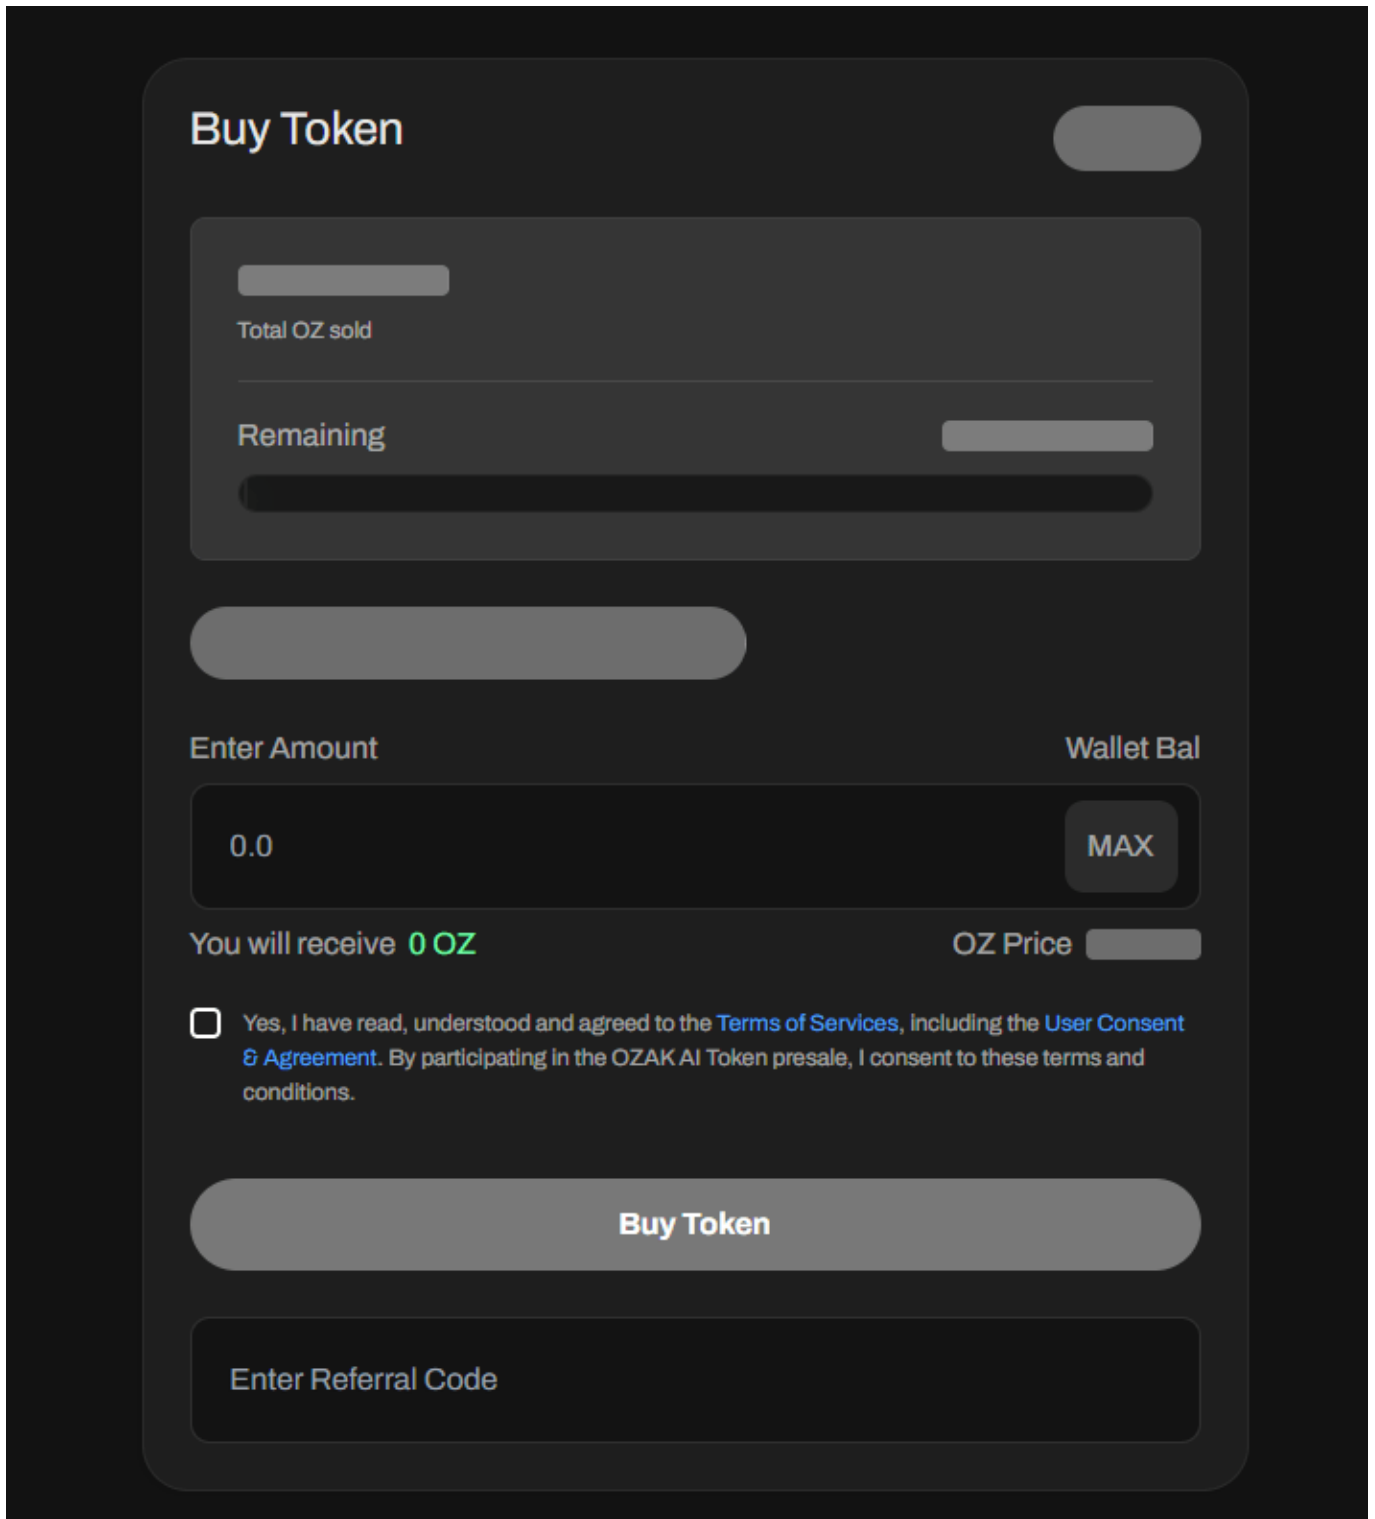 Buy Token
Total OZ sold
Remaining
Enter Amount
Wallet Bal
0.0
MAX
You will receive 0 OZ
OZ Price
Yes, I have read, understood and agreed to the Terms of Services, including the User Consent
& Agreement. By participating in the OZAK AI Token presale, I consent to these terms and
conditions.
Buy Token
Enter Referral Code